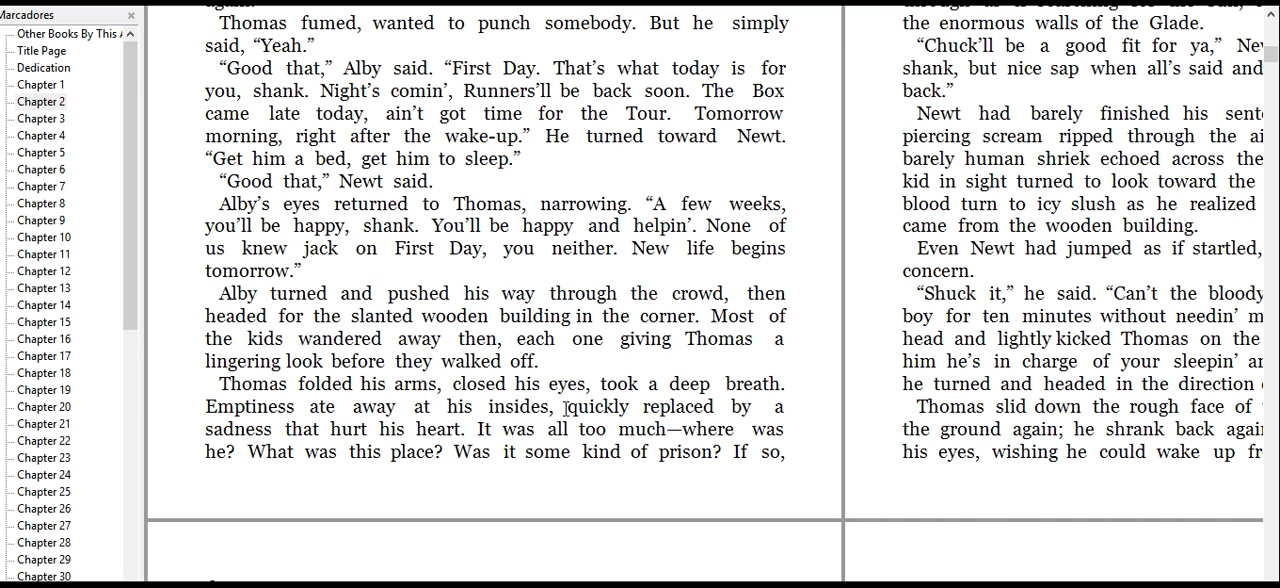 Marcadores
Other Books By This
Title Page
Dedication
Chapter 1
Chapter 2
Chapter 3
Chapter 4
Chapter 5
Chapter 6
Chapter 7
Chapter 8
Chapter 9
Chapter 10
Chapter 11
Chapter 12
Chapter 13
Chapter 14
Chapter 15
Chapter 16
Chapter 17
Chapter 18
Chapter 19
Chapter 20
Chapter 21
Chapter 22
Chapter 23
Chapter 24
Chapter 25
Chapter 26
Chapter 27
Chapter 28
Chapter 29
Chapter 30
Thomas fumed, wanted to punch somebody. But he simply
said, “Yeah.”
“Good that,” Alby said. “First Day. That’s what today is for
you, shank. Night’s comin’, Runners’ll be back soon. The Box
came late today, ain’t got time for the Tour. Tomorrow
morning, right after the wake-up.” He turned toward Newt.
“Get him a bed, get him to sleep.”
“Good that,” Newt said.
Alby’s eyes returned to Thomas, narrowing. “A few weeks,
you’ll be happy, shank. You’ll be happy and helpin’. None of
us knew jack on First Day, you neither. New life begins
tomorrow.”
Alby turned and pushed his way through the crowd, then
headed for the slanted wooden building in the corner. Most of
the kids wandered away then, each one giving Thomas a
lingering look before they walked off.
Thomas folded his arms, closed his eyes, took a deep breath.
Emptiness ate away at his insides, quickly replaced by a
sadness that hurt his heart. It was all too much—where was
he? What was this place? Was it some kind of prison? If so,
the enormous walls of the Glade.
“Chuck’ll be a good fit for ya,”
shank, but nice sap when all’s said and
back.”
Newt had barely finished his
piercing scream ripped through the
barely human shriek echoed across the
kid in sight turned to look toward the
blood turn to icy slush as he realized
came from the wooden building.
Even Newt had jumped as if startled,
concern.
“Shuck it,” he said. “Can’t the bloody
boy for ten minutes without needin’
head and lightly kicked Thomas on the
him he’s in charge of your sleepin’
he turned and headed in the direction
Thomas slid down the rough face of
the ground again; he shrank back
his eyes, wishing he could wake up